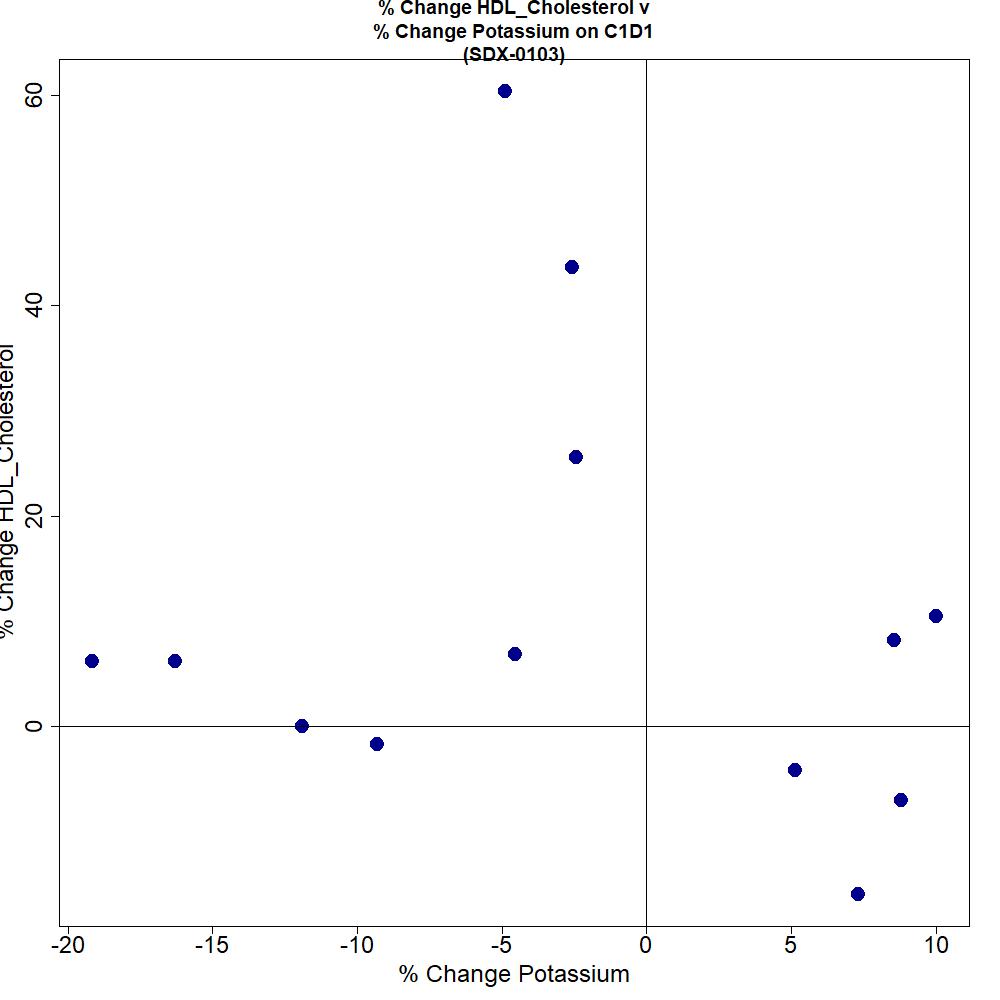 % Change HDL_Cholesterol v
% Change Potassium on C1D1
(SDX-0103)
60
40
20
0
% Change HDL_Cholesterol
-20
-15
-10
-5
0
5
10
% Change Potassium